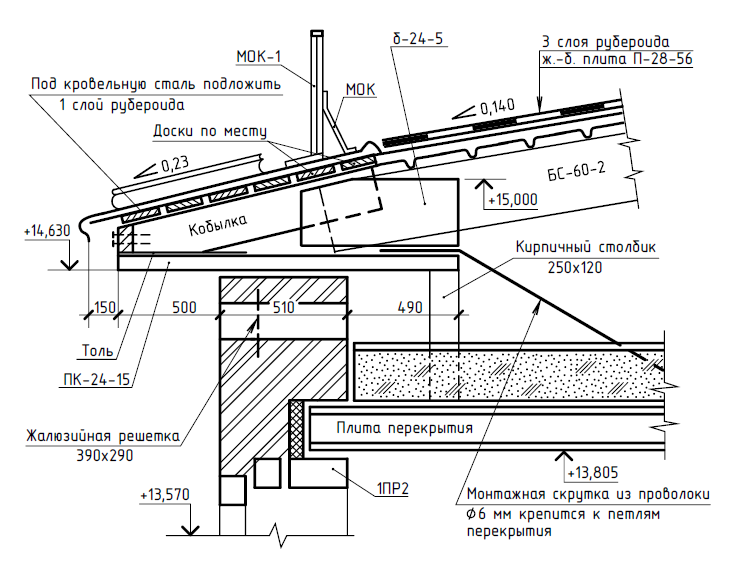 МОК-1
δ-24-5
3 слоя рубероида
ж.-б. плита П-28-56
Под кровельную сталь подложить
1 слой рубероида
МОК
Доски по месту
0,140
0,23
БС-60-2
+15,000
Кобылка
+14,630
Кирпичный столбик
250х120
150
500
510
490
Толь
ПК-24-15
Жалюзийная решетка
390х290
Плита перекрытия
+13,805
1ПР2
+13,570
Монтажная скрутка из проволоки
Ø6 мм крепится к петлям
перекрытия